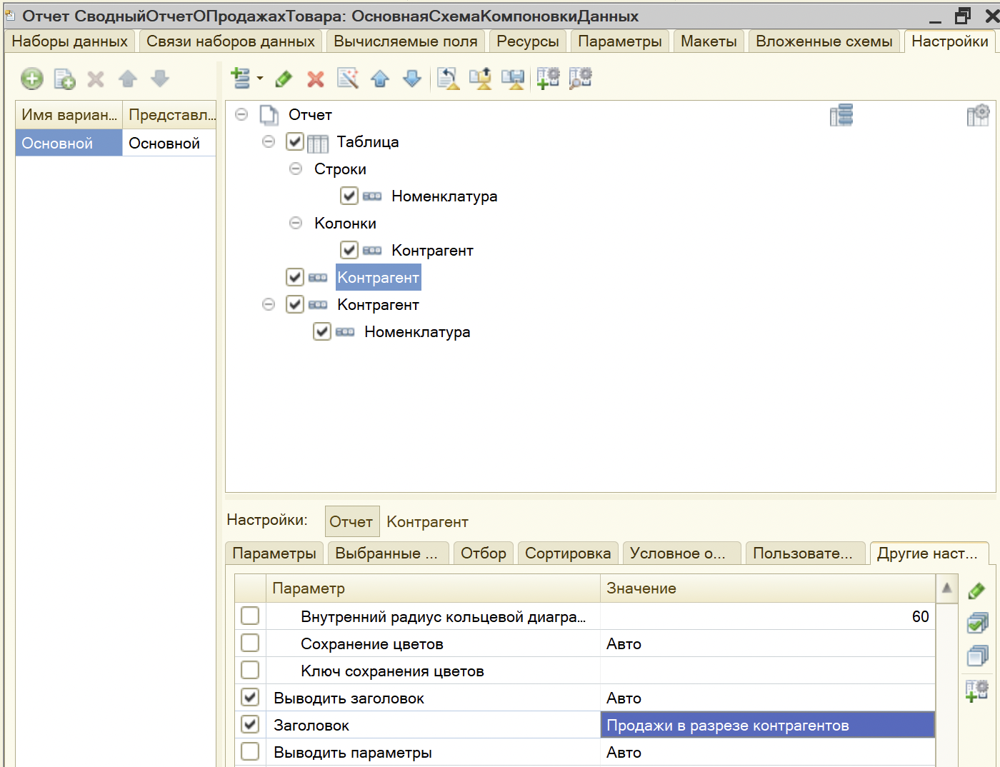 Отчет СводныйОтчетОПродажахТовара: ОсновнаяСхемаКомпоновкиДанных
Наборы данных Связи наборов данных Вычисляемые поля Ресурсы Параметры Макеты Вложенные схемы Настройки
Имя вариан... Представл...
Основной Основной
Отчет
Таблица
Строки
Номенклатура
Колонки
Контрагент
Контрагент
Контрагент
Номенклатура
Настройки: Отчет Контрагент
Параметры Выбранные ... Отбор Сортировка Условное о... Пользовате... Другие наст...
Параметр Значение
Внутренний радиус кольцевой диагра... 60
Сохранение цветов Авто
Ключ сохранения цветов
Выводить заголовок Авто
Заголовок Продажи в разрезе контрагентов
Выводить параметры Авто